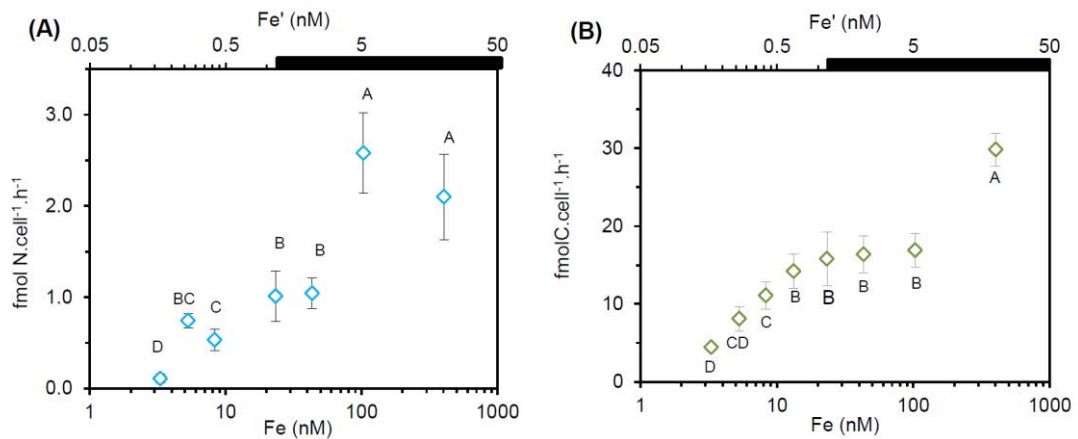 (A)
Fe' (nM)
0.05 0.5 5 50
fmol N.cell⁻¹.h⁻¹
3.0
2.0
1.0
0.0
D
BC
C
B
B
A
A
1 10 100 1000
Fe (nM)
(B)
Fe' (nM)
0.05 0.5 5 50
fmolC.cell⁻¹.h⁻¹
40
30
20
10
0
D
CD
C
B
B
B
B
A
1 10 100 1000
Fe (nM)